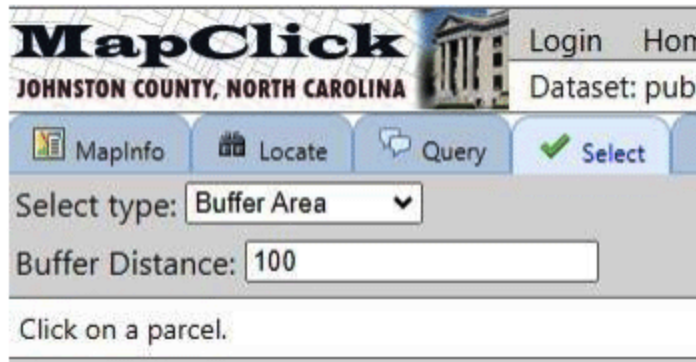 MapClick
JOHNSTON COUNTY, NORTH CAROLINA
Login
Dataset:
MapInfo Locate Query Select
Select type: Buffer Area
Buffer Distance: 100
Click on a parcel.